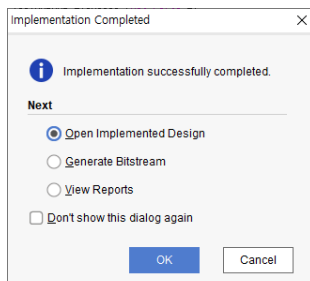 Implementation Completed
Implementation successfully completed.
Next
Open Implemented Design
Generate Bitstream
View Reports
Don't show this dialog again
OK
Cancel